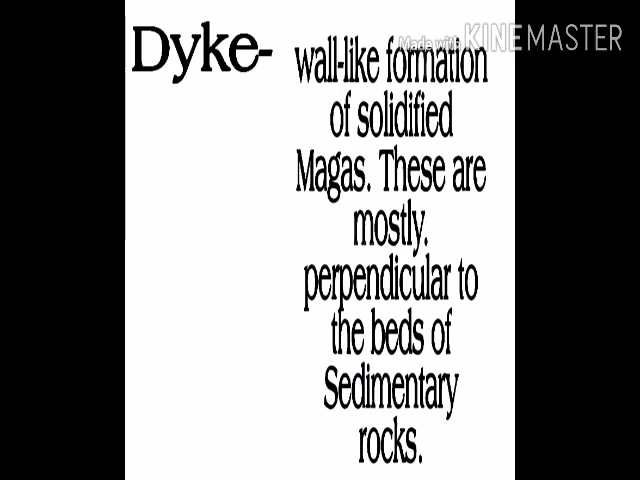 Dyke-
Made with KINEMASTER
wall-like formation
of solidified
Magas. These are
mostly.
perpendicular to
the beds of
Sedimentary
rocks.